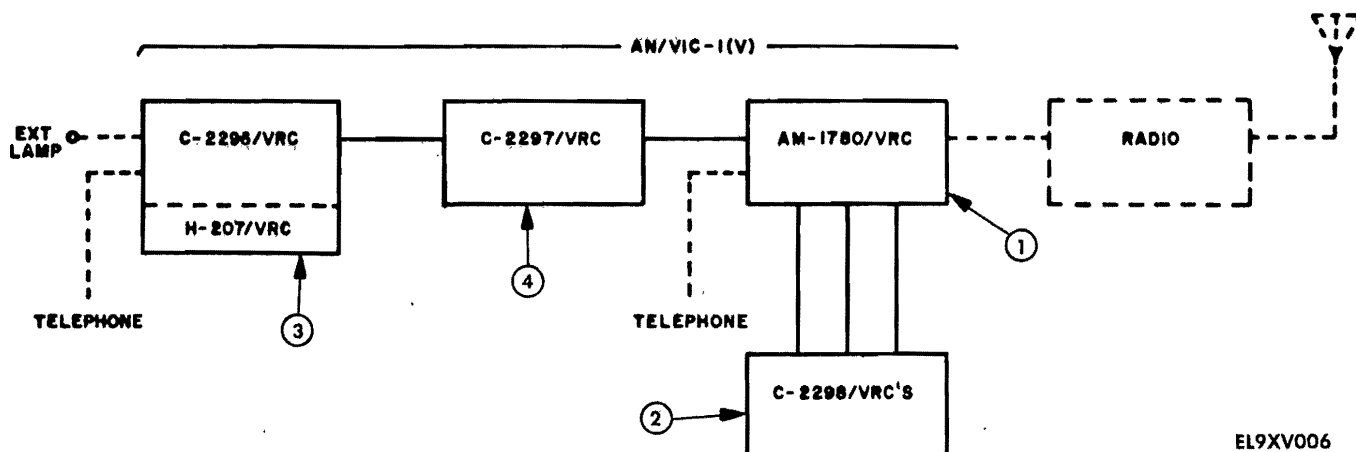 AN/VIC-1(V)
EXT
LAMP
C-2296/VRC
H-207/VRC
C-2297/VRC
AM-1780/VRC
RADIO
TELEPHONE
TELEPHONE
1
2
3
4
C-2298/VRC'S
EL9XV006